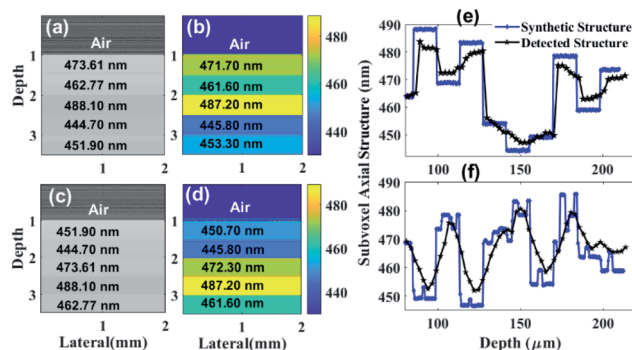 (a)
Air
473.61 nm
462.77 nm
488.10 nm
444.70 nm
451.90 nm
1
2
3
Depth
1
2
(b)
Air
471.70 nm
461.60 nm
487.20 nm
445.80 nm
453.30 nm
1
2
480
460
440
(c)
Air
451.90 nm
444.70 nm
473.61 nm
488.10 nm
462.77 nm
1
2
3
Depth
1
2
Lateral(mm)
(d)
Air
450.70 nm
445.80 nm
472.30 nm
487.20 nm
461.60 nm
1
2
Lateral(mm)
480
460
440
(e)
Synthetic Structure
Detected Structure
490
480
470
460
450
100
150
200
Subvoxel Axial Structure (nm)
(f)
490
480
470
460
450
100
150
200
Depth (μm)